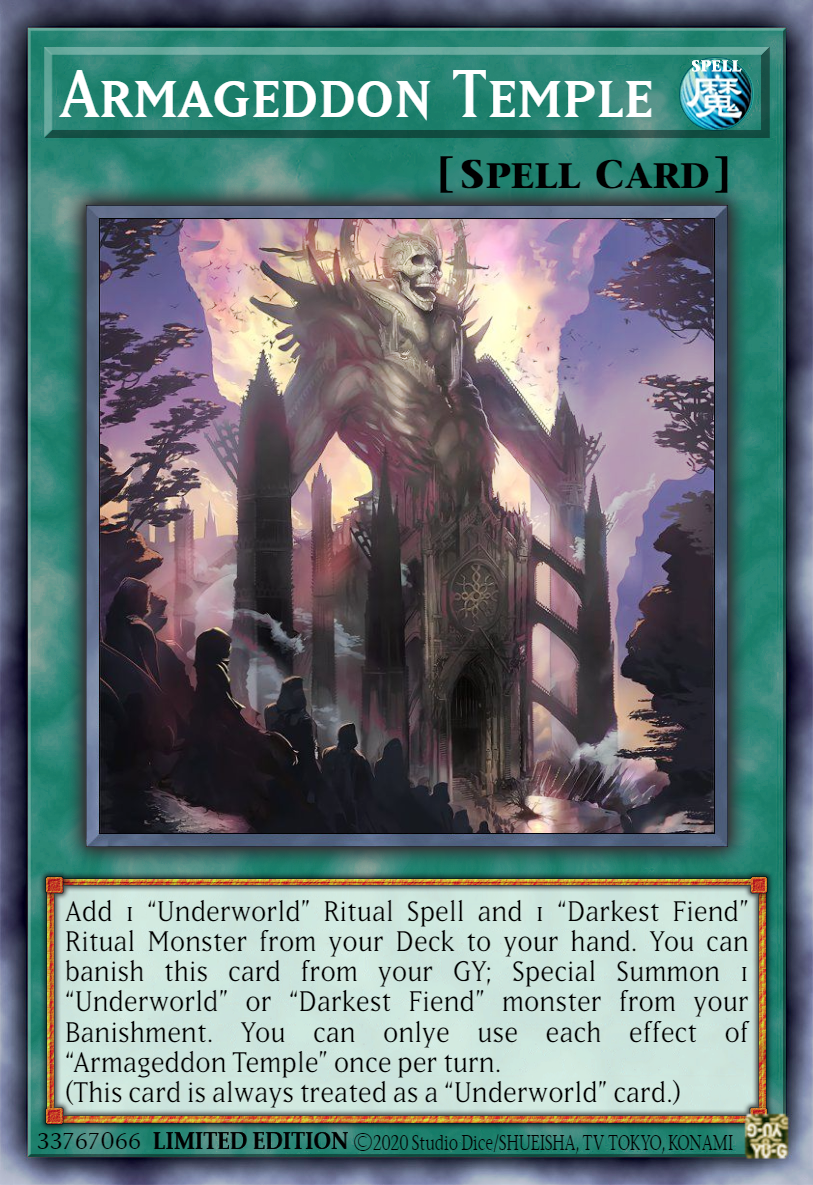 ARMAGEDDON TEMPLE
SPELL
魔
[SPELL CARD]
Add 1 “Underworld” Ritual Spell and 1 “Darkest Fiend”
Ritual Monster from your Deck to your hand. You can
banish this card from your GY; Special Summon 1
“Underworld” or “Darkest Fiend” monster from your
Banishment. You can onlye use each effect of
“Armageddon Temple” once per turn.
(This card is always treated as a “Underworld” card.)
33767066 LIMITED EDITION ©2020 Studio Dice/SHUEISHA, TV TOKYO, KONAMI